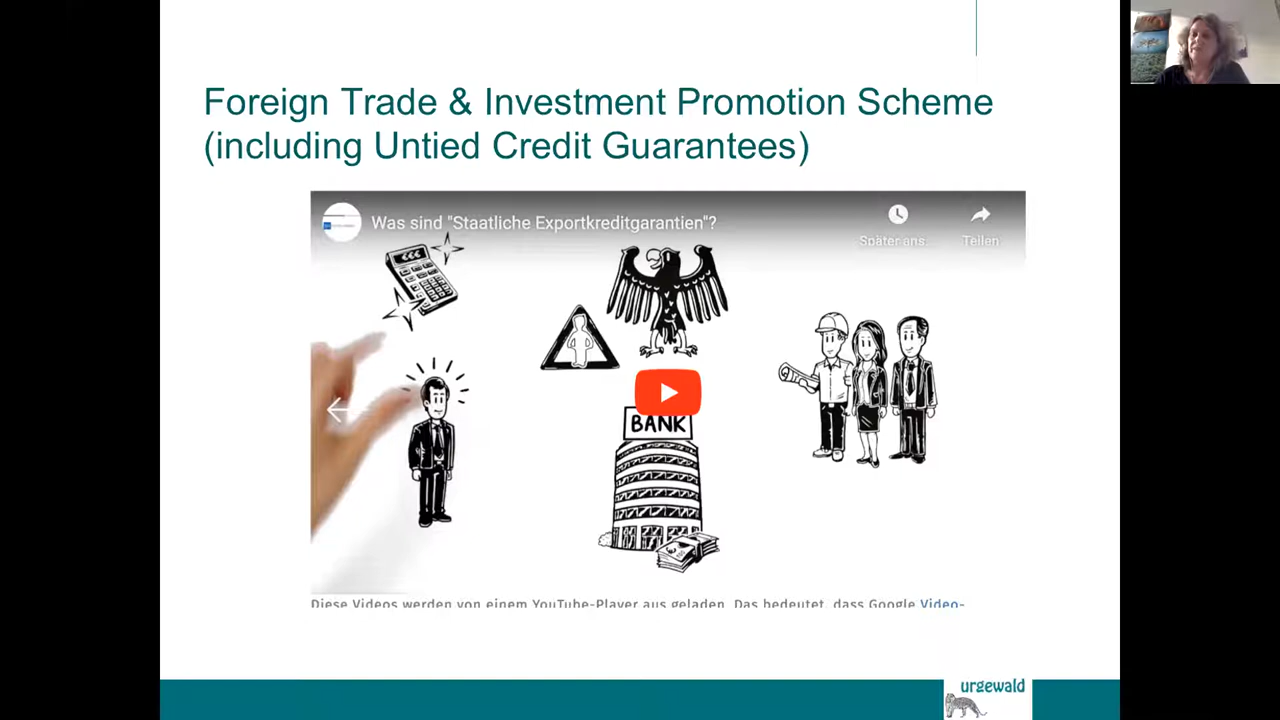 Foreign Trade & Investment Promotion Scheme
(including Untied Credit Guarantees)
Was sind "Staatliche Exportkreditgarantien"?
Später ans...
Teilen
BANK
Diese Videos werden von einem YouTube-Player aus geladen. Das bedeutet, dass Google Video-
urgewald